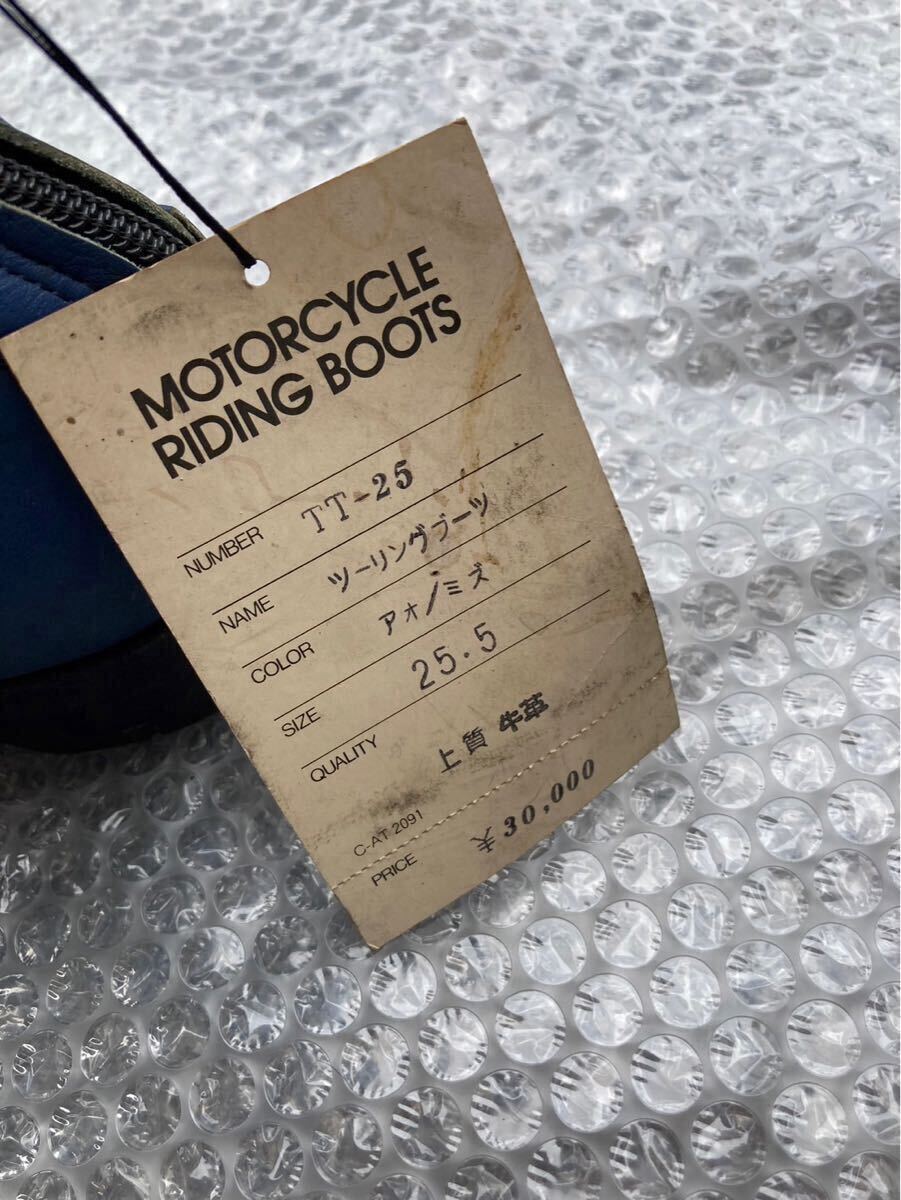 MOTORCYCLE
RIDING BOOTS
NUMBER TT-25
NAME ツーリングブーツ
COLOR アオ/ミズ
SIZE 25.5
QUALITY 上質 牛革
C-AT 2091
PRICE ¥30,000